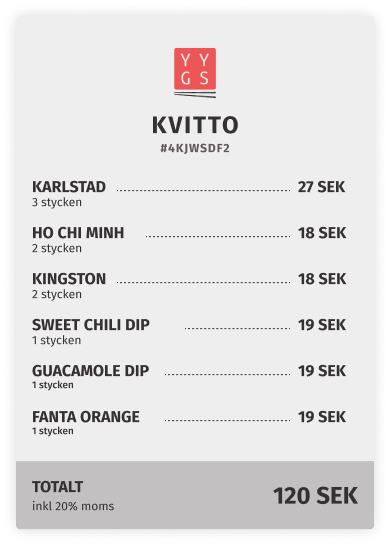 Y Y
G S
KVITTO
#4KJWSDF2
KARLSTAD 27 SEK
3 stycken
HO CHI MINH 18 SEK
2 stycken
KINGSTON 18 SEK
2 stycken
SWEET CHILI DIP 19 SEK
1 stycken
GUACAMOLE DIP 19 SEK
1 stycken
FANTA ORANGE 19 SEK
1 stycken
TOTALT 120 SEK
inkl 20% moms